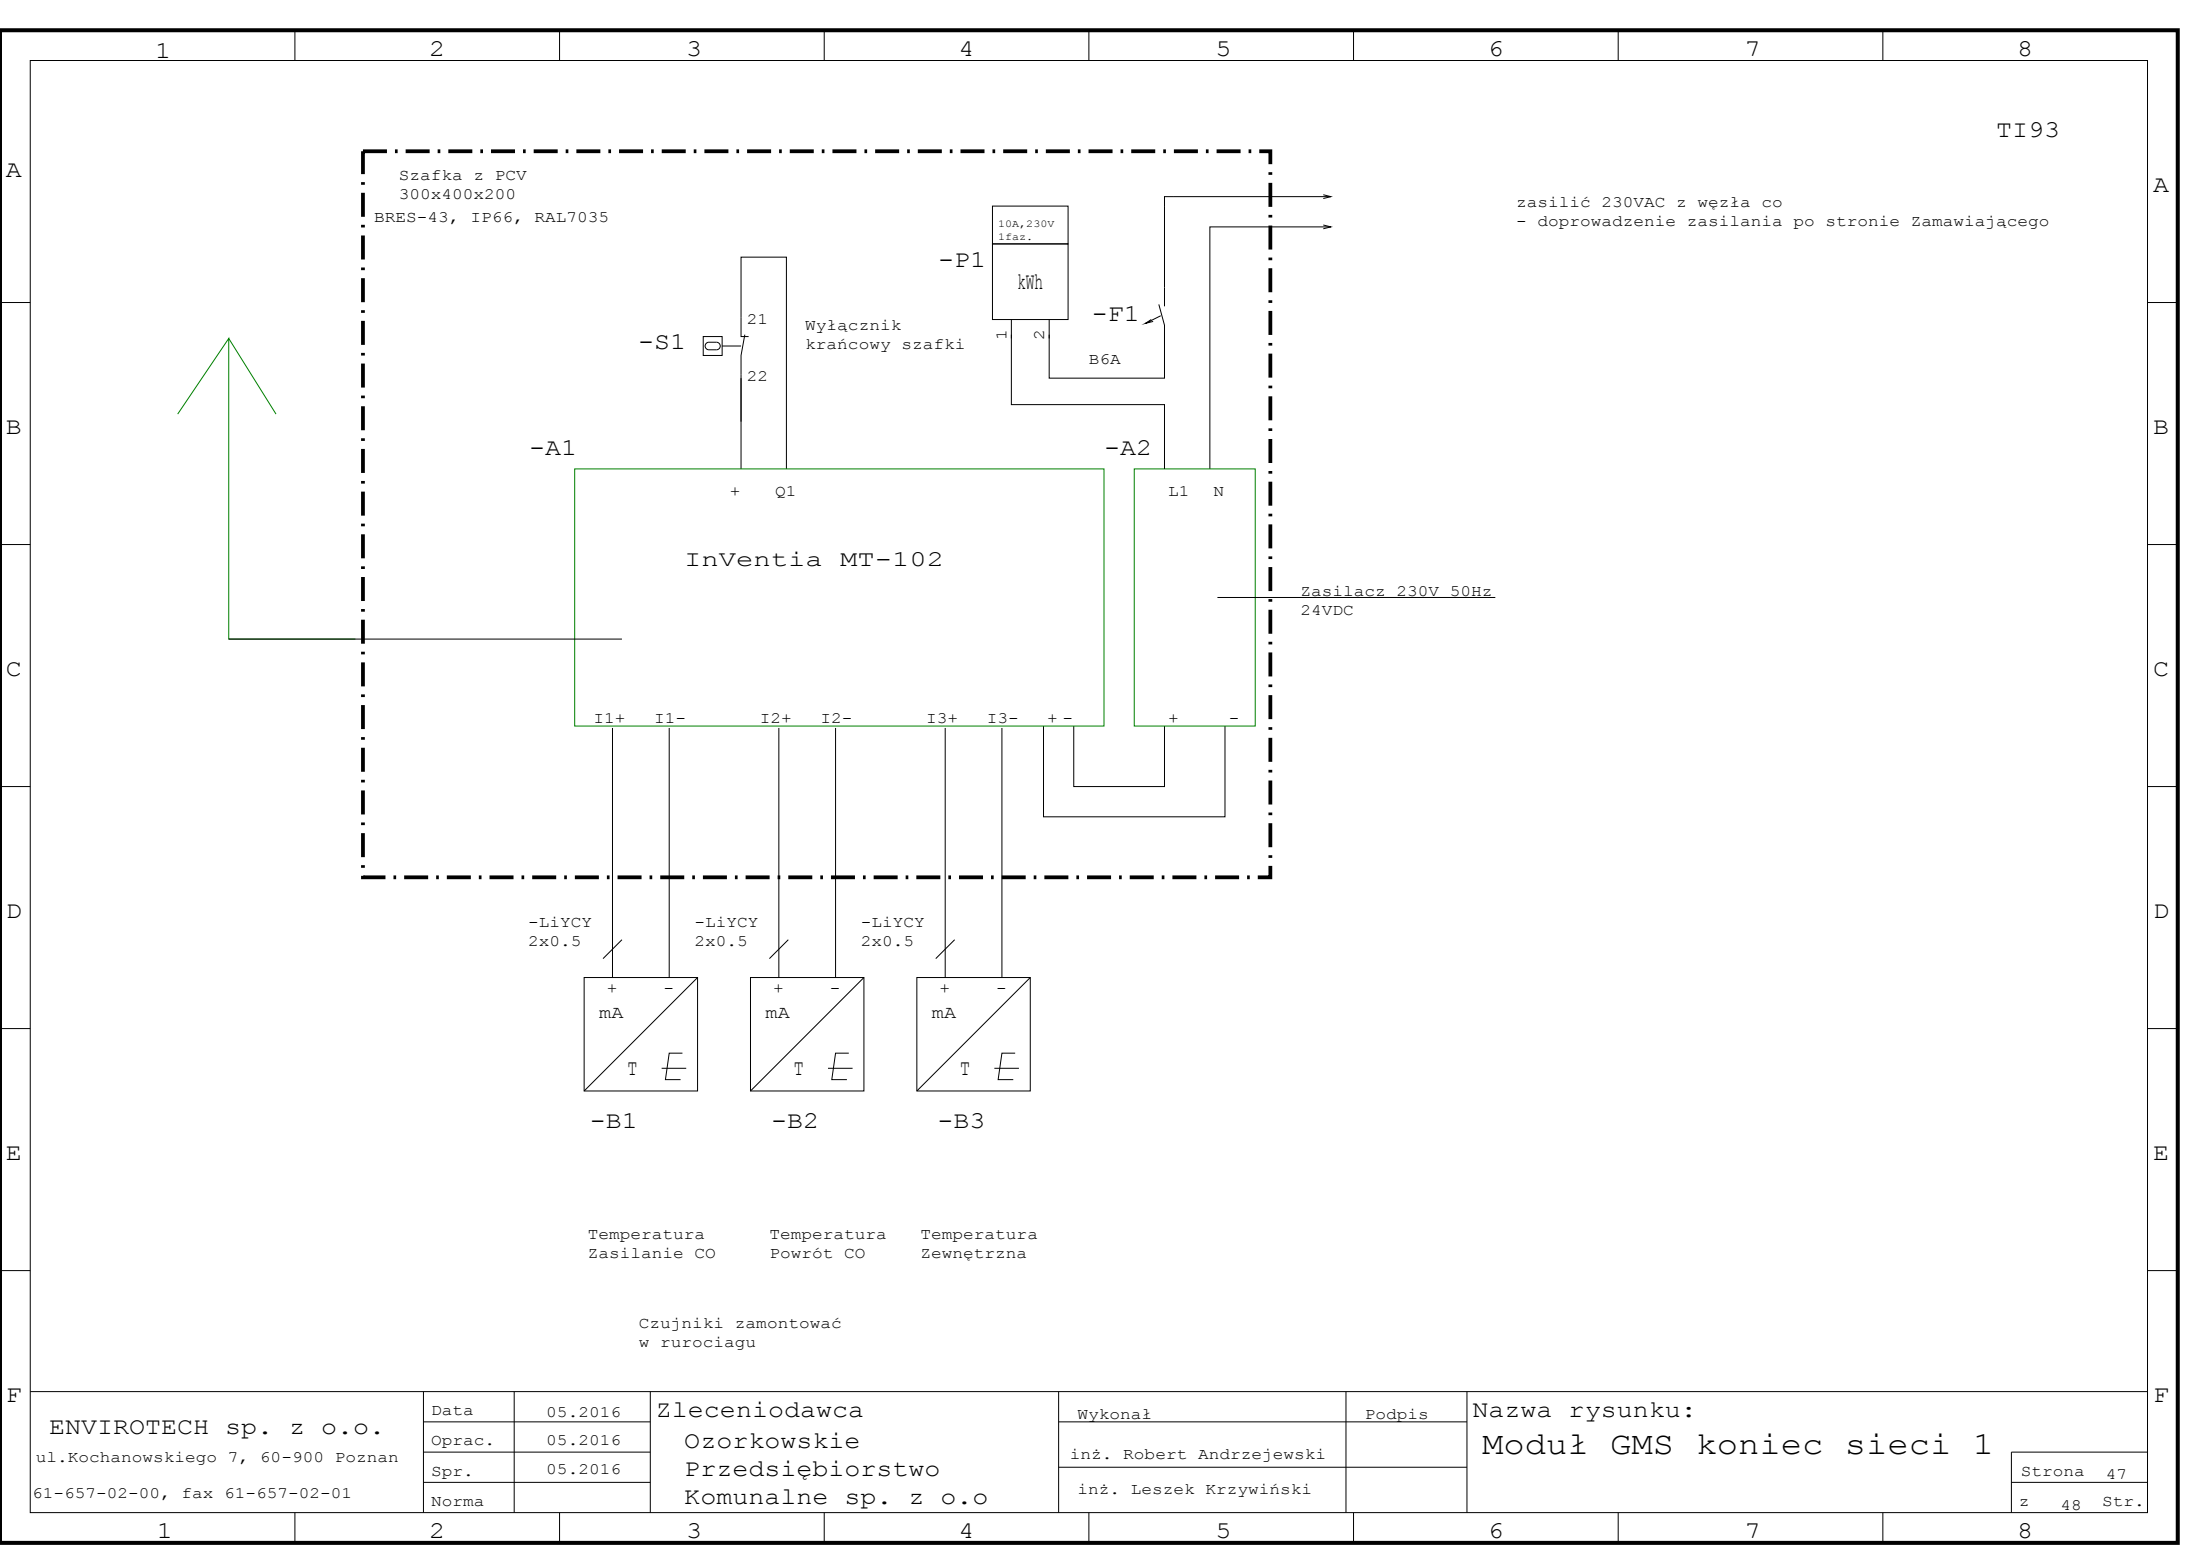 1 2 3 4 5 6 7 8
TI93
A A
Szafka z PCV
300x400x200
BRES-43, IP66, RAL7035
zasilić 230VAC z węzła co
- doprowadzenie zasilania po stronie Zamawiającego
10A,230V
1faz.
-P1
kWh
1 2
-F1
B6A
21
-S1
22
Wyłącznik
krańcowy szafki
B B
-A1
-A2
+ Q1
L1 N
InVentia MT-102
Zasilacz 230V 50Hz
24VDC
C C
I1+ I1- I2+ I2- I3+ I3- + -
+ -
D D
-LiYCY
2x0.5
-LiYCY
2x0.5
-LiYCY
2x0.5
+ - + - + -
mA mA mA
T T T
-B1 -B2 -B3
E E
Temperatura
Zasilanie CO
Temperatura
Powrót CO
Temperatura
Zewnętrzna
Czujniki zamontować
w rurociagu
F F
ENVIROTECH sp. z o.o.
ul.Kochanowskiego 7, 60-900 Poznan
61-657-02-00, fax 61-657-02-01
Data 05.2016
Oprac. 05.2016
Spr. 05.2016
Norma
Zleceniodawca
Ozorkowskie
Przedsiębiorstwo
Komunalne sp. z o.o
Wykonał Podpis
inż. Robert Andrzejewski
inż. Leszek Krzywiński
Nazwa rysunku:
Moduł GMS koniec sieci 1
Strona 47
z 48 Str.
1 2 3 4 5 6 7 8